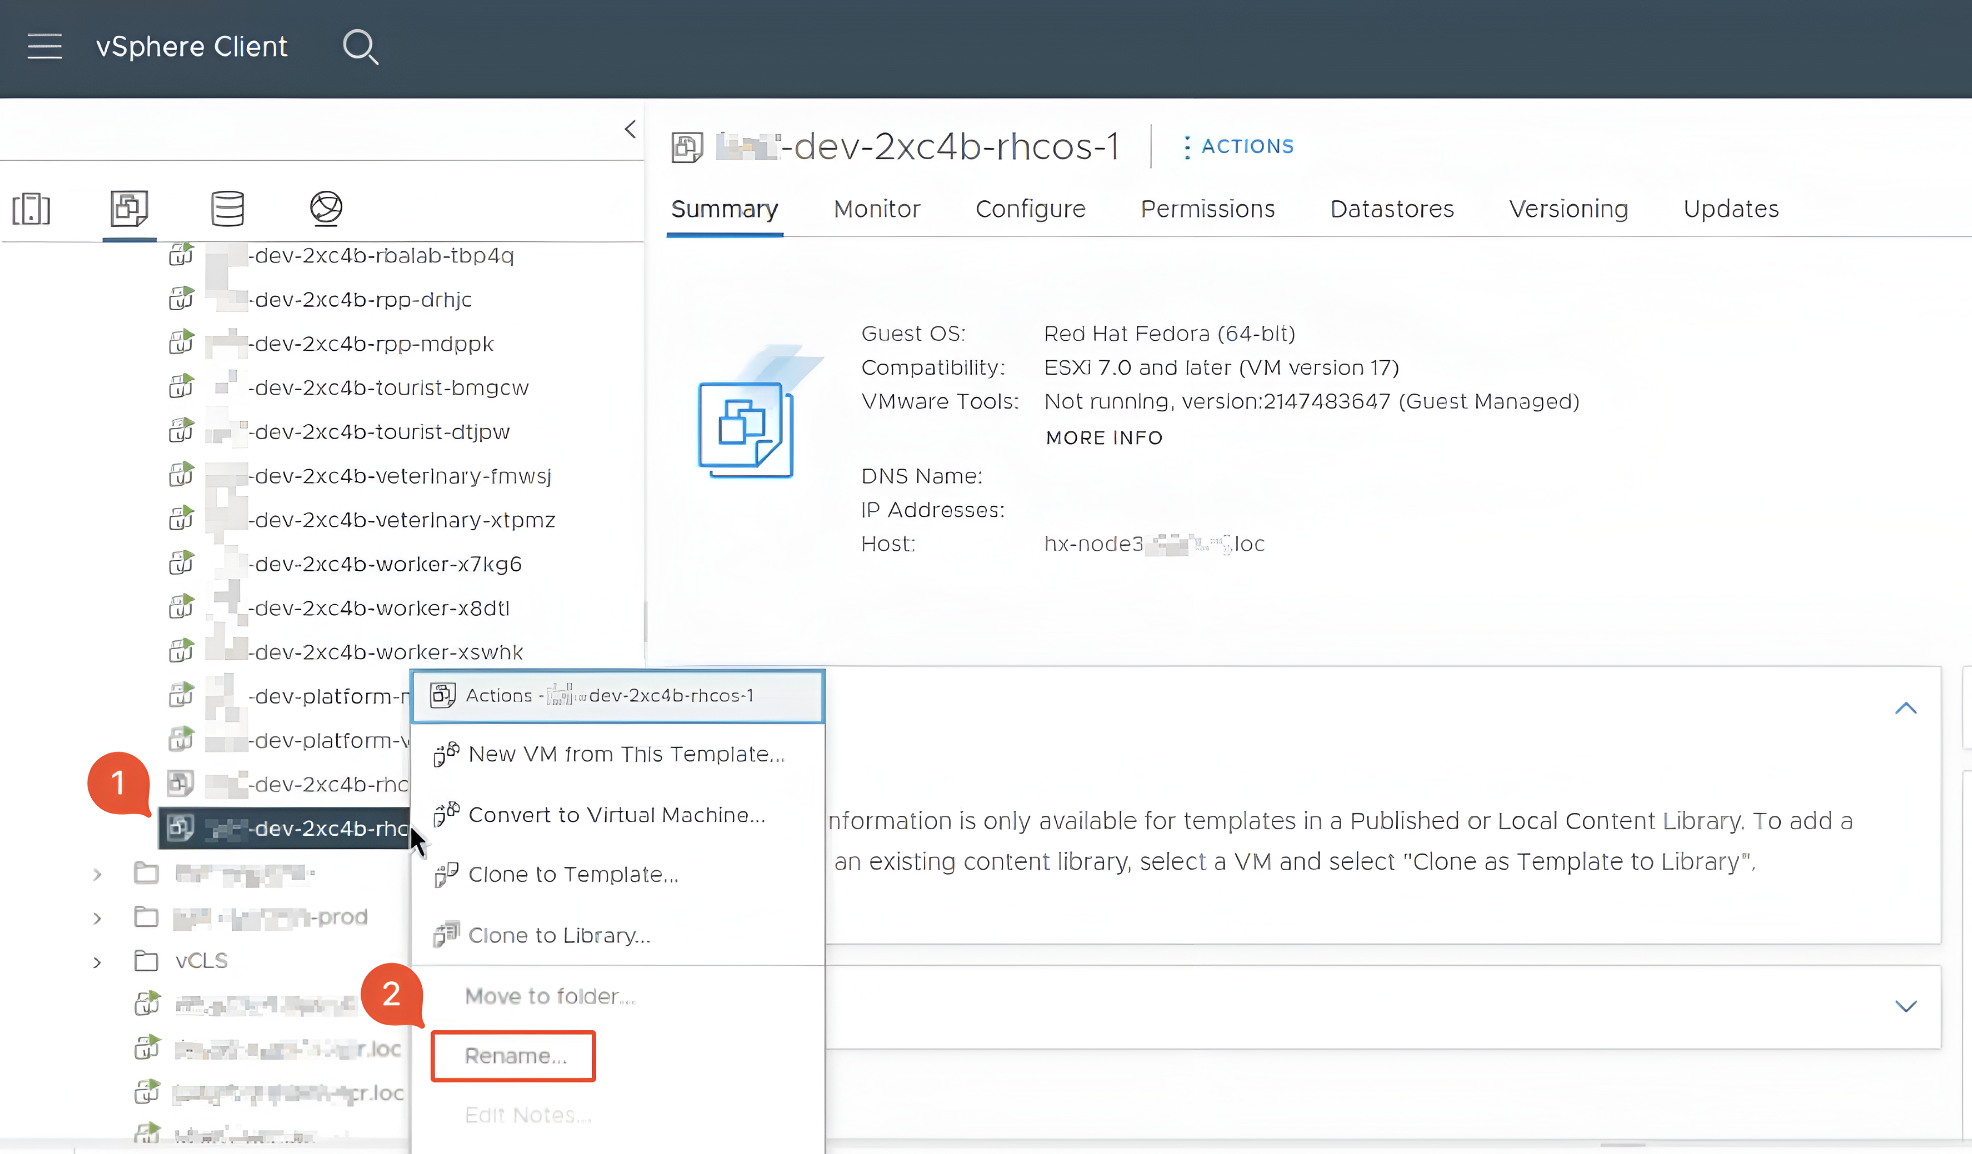 vSphere Client
-dev-2xc4b-rhcos-1
ACTIONS
Summary Monitor Configure Permissions Datastores Versioning Updates
-dev-2xc4b-rbalab-tbp4q
-dev-2xc4b-rpp-drhjc
-dev-2xc4b-rpp-mdppk
-dev-2xc4b-tourist-bmgcw
-dev-2xc4b-tourist-dtjpw
-dev-2xc4b-veterinary-fmwsj
-dev-2xc4b-veterinary-xtpmz
-dev-2xc4b-worker-x7kg6
-dev-2xc4b-worker-x8dtl
-dev-2xc4b-worker-xswhk
-dev-platform-
-dev-platform-
1
-dev-2xc4b-rhc
-dev-2xc4b-rhc
-prod
vCLS
r.loc
cr.loc
Guest OS: Red Hat Fedora (64-bit)
Compatibility: ESXi 7.0 and later (VM version 17)
VMware Tools: Not running, version:2147483647 (Guest Managed)
MORE INFO
DNS Name:
IP Addresses:
Host: hx-node3 .loc
Actions - dev-2xc4b-rhcos-1
New VM from This Template...
Convert to Virtual Machine...
Clone to Template...
Clone to Library...
Move to folder...
2
Rename...
Edit Notes...
nformation is only available for templates in a Published or Local Content Library. To add a
an existing content library, select a VM and select "Clone as Template to Library",